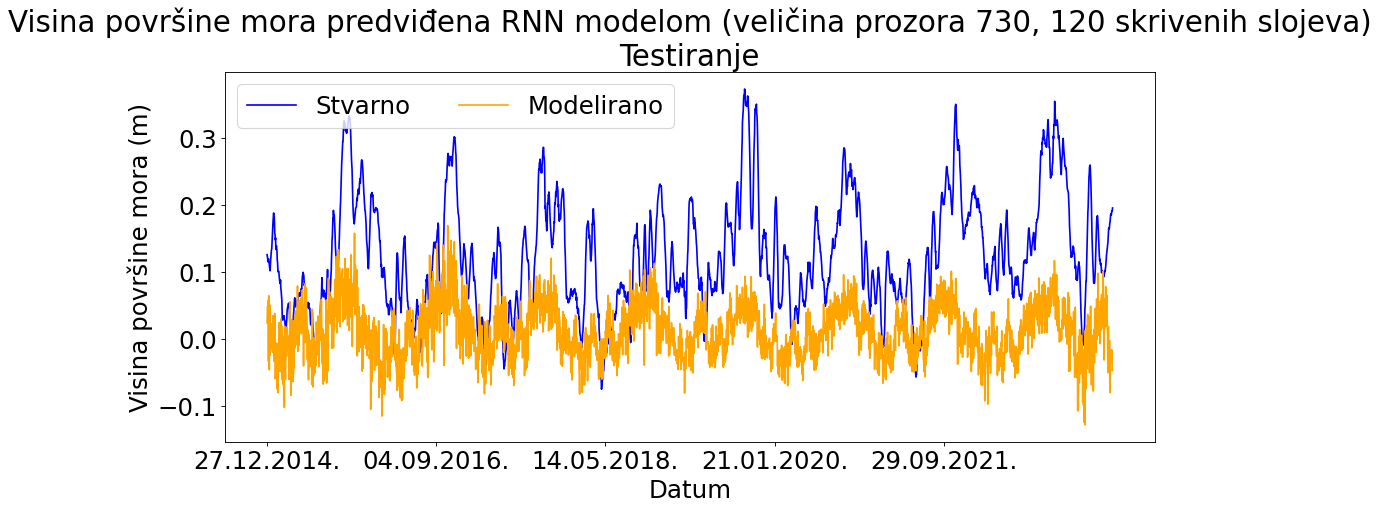 Visina površine mora predviđena RNN modelom (veličina prozora 730, 120 skrivenih slojeva)
Testiranje
Stvarno Modelirano
Visina površine mora (m)
0.3
0.2
0.1
0.0
−0.1
27.12.2014. 04.09.2016. 14.05.2018. 21.01.2020. 29.09.2021.
Datum